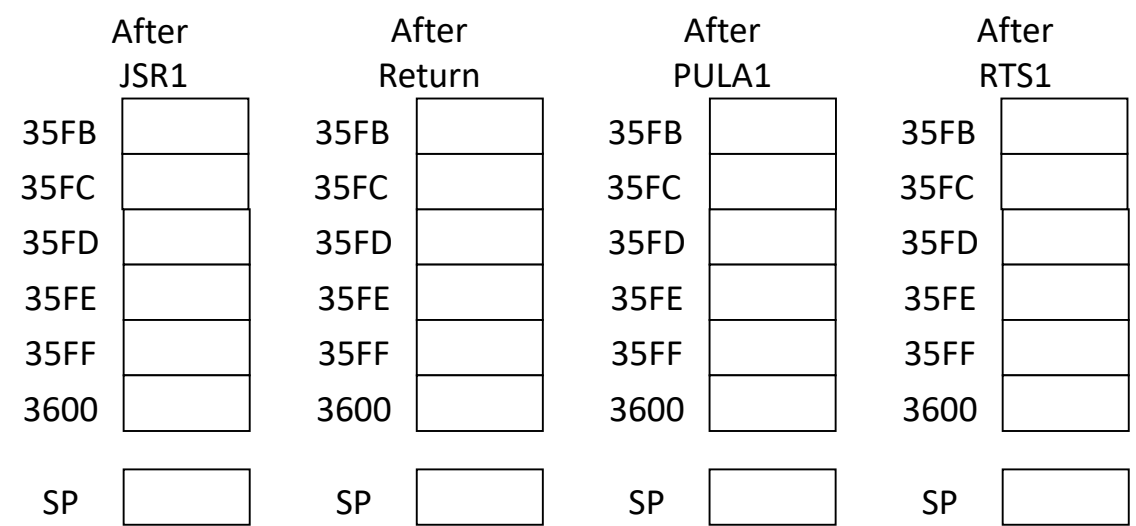 After After After After
JSR1 Return PULA1 RTS1
35FB 35FB 35FB 35FB
35FC 35FC 35FC 35FC
35FD 35FD 35FD 35FD
35FE 35FE 35FE 35FE
35FF 35FF 35FF 35FF
3600 3600 3600 3600
SP SP SP SP